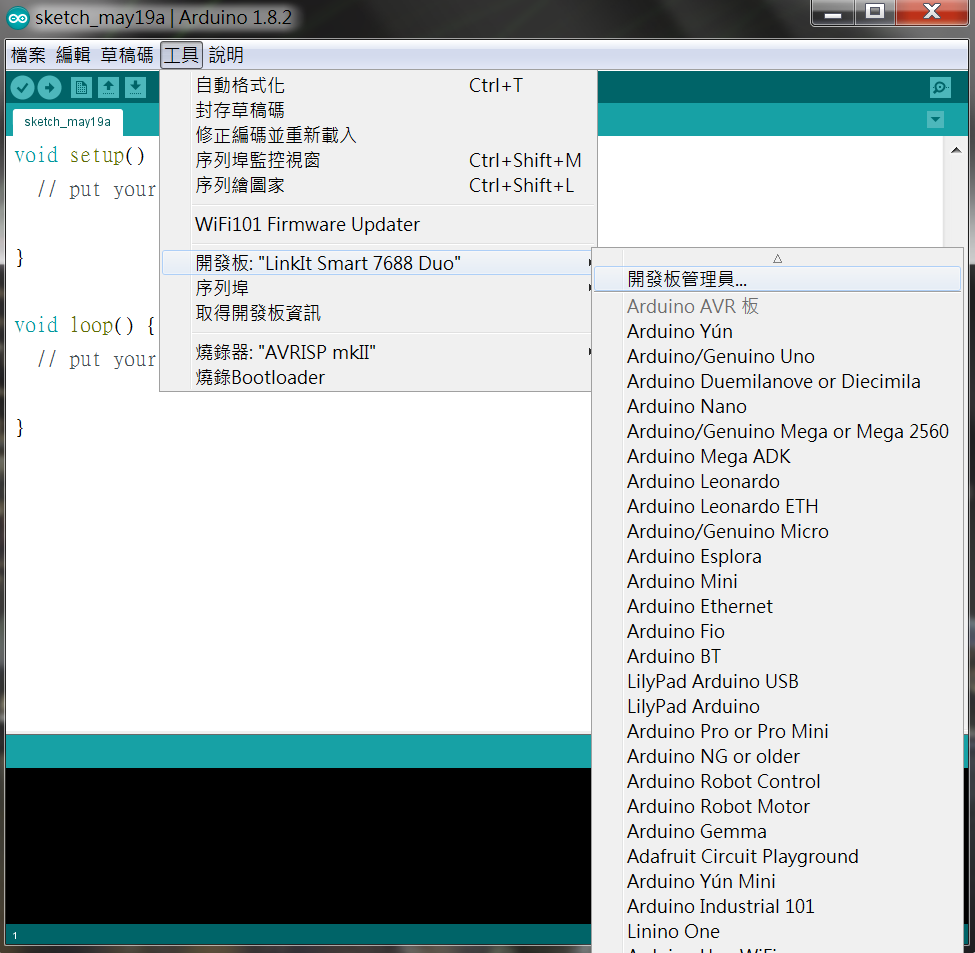 sketch_may19a | Arduino 1.8.2
檔案 編輯 草稿碼 工具 說明
sketch_may19a
void setup()
// put your
}
void loop() {
// put your
}
自動格式化 Ctrl+T
封存草稿碼
修正編碼並重新載入
序列埠監控視窗 Ctrl+Shift+M
序列繪圖家 Ctrl+Shift+L
WiFi101 Firmware Updater
開發板: "LinkIt Smart 7688 Duo"
序列埠
取得開發板資訊
燒錄器: "AVRISP mkII"
燒錄Bootloader
開發板管理員...
Arduino AVR 板
Arduino Yún
Arduino/Genuino Uno
Arduino Duemilanove or Diecimila
Arduino Nano
Arduino/Genuino Mega or Mega 2560
Arduino Mega ADK
Arduino Leonardo
Arduino Leonardo ETH
Arduino/Genuino Micro
Arduino Esplora
Arduino Mini
Arduino Ethernet
Arduino Fio
Arduino BT
LilyPad Arduino USB
LilyPad Arduino
Arduino Pro or Pro Mini
Arduino NG or older
Arduino Robot Control
Arduino Robot Motor
Arduino Gemma
Adafruit Circuit Playground
Arduino Yún Mini
Arduino Industrial 101
Linino One
1